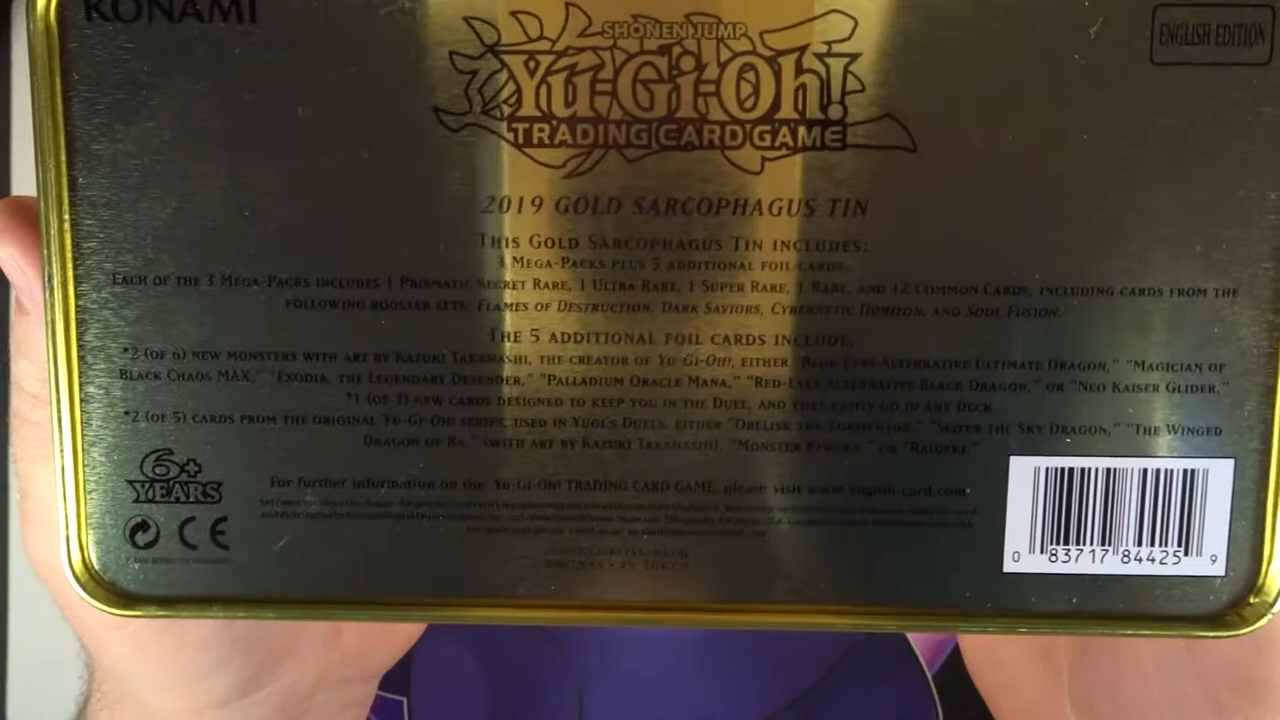 KONAMI
SHONEN JUMP
ENGLISH EDITION
Yu-Gi-Oh!
TRADING CARD GAME
2019 GOLD SARCOPHAGUS TIN
THIS GOLD SARCOPHAGUS TIN INCLUDES:
3 MEGA-PACKS PLUS 5 ADDITIONAL FOIL CARDS.
EACH OF THE 3 MEGA-PACKS INCLUDES 1 PRISMATIC SECRET RARE, 1 ULTRA RARE, 1 SUPER RARE, 1 RARE, AND 12 COMMON CARDS, INCLUDING CARDS FROM THE
FOLLOWING BOOSTER SETS: FLAMES OF DESTRUCTION, DARK SAVIORS, CYBERNETIC HORIZON, AND SOUL FUSION.
THE 5 ADDITIONAL FOIL CARDS INCLUDE:
*2 (OF 6) NEW MONSTERS WITH ART BY KAZUKI TAKAHASHI, THE CREATOR OF YU-GI-OH!, EITHER "BLUE-EYES ALTERNATIVE ULTIMATE DRAGON," "MAGICIAN OF
BLACK CHAOS MAX," "EXODIA, THE LEGENDARY DEFENDER," "PALLADIUM ORACLE MANA," "RED-EYES ALTERNATIVE BLACK DRAGON," OR "NEO KAISER GLIDER."
*1 (OF 3) NEW CARDS DESIGNED TO KEEP YOU IN THE DUEL, AND THEY EASILY GO IN ANY DECK.
*2 (OF 5) CARDS FROM THE ORIGINAL YU-GI-OH! SERIES, USED IN YUGI'S DUELS, EITHER "OBELISK THE TORMENTOR," "SLIFER THE SKY DRAGON," "THE WINGED
DRAGON OF RA," (WITH ART BY KAZUKI TAKAHASHI), "MONSTER REBORN," OR "RAIGEKI."
6+
YEARS
For further information on the Yu-Gi-Oh! TRADING CARD GAME, please visit www.yugioh-card.com.
CE
0 83717 84425 9